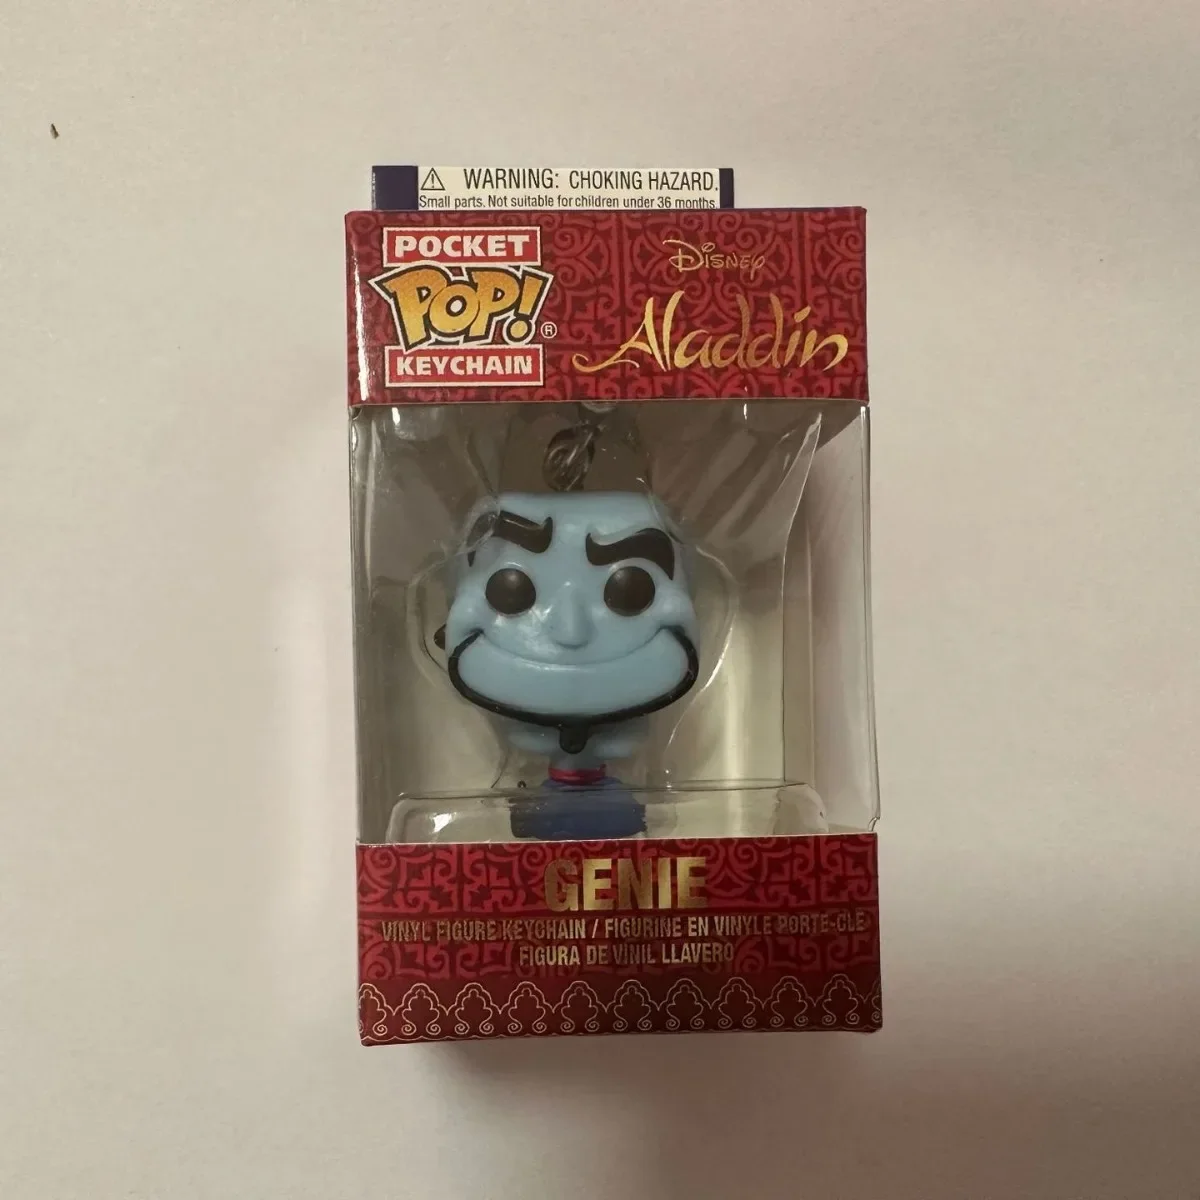 ⚠ WARNING: CHOKING HAZARD.
Small parts. Not suitable for children under 36 months.
POCKET
POP!®
KEYCHAIN
Disney
Aladdin
GENIE
VINYL FIGURE KEYCHAIN / FIGURINE EN VINYLE PORTE-CLÉ
FIGURA DE VINIL LLAVERO